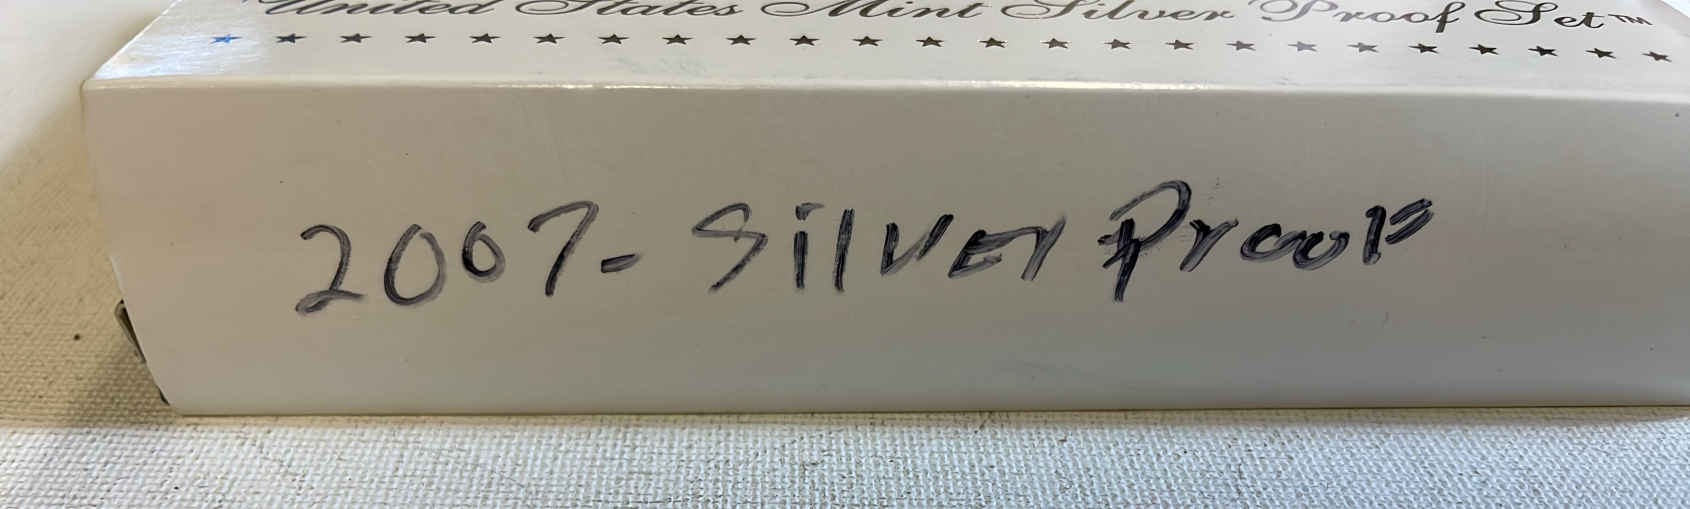 United States Mint Silver Proof Set™
2007- Silver Proof